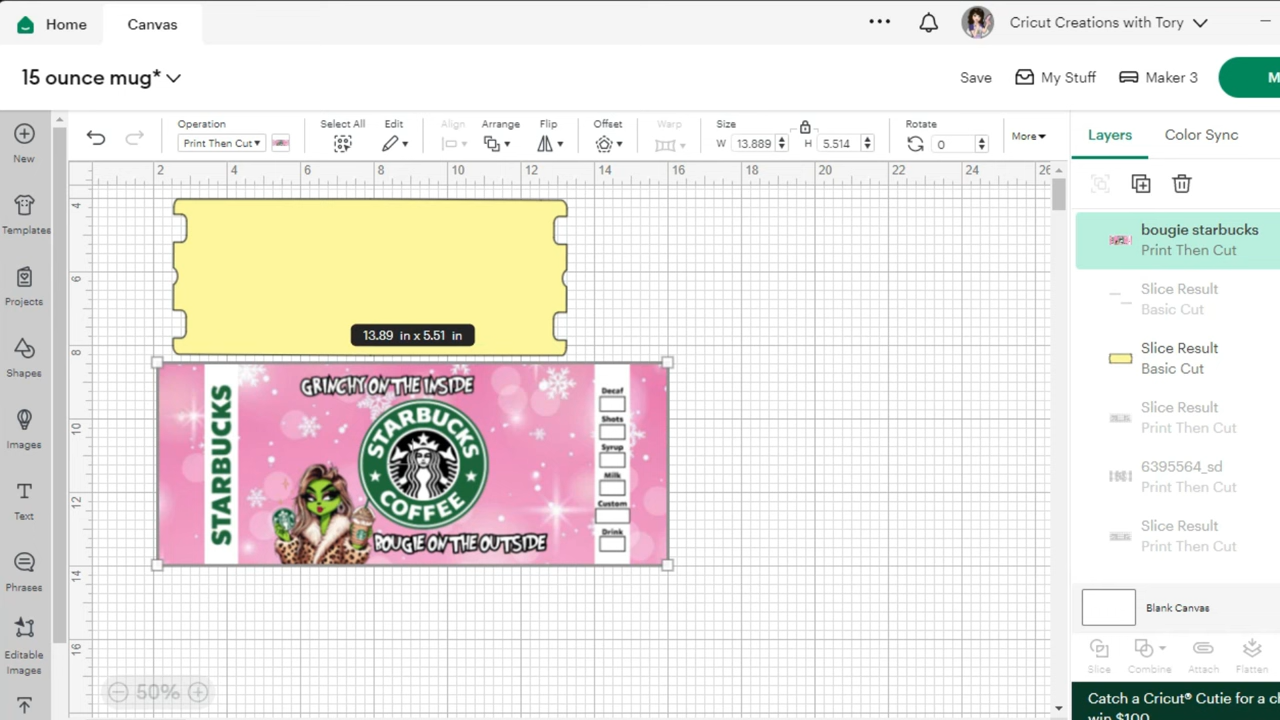 Home
Canvas
Cricut Creations with Tory
15 ounce mug*
Save
My Stuff
Maker 3
M
Operation
Print Then Cut
Select All
Edit
Align
Arrange
Flip
Offset
Warp
Size
W 13.889
H 5.514
Rotate
0
More
Layers
Color Sync
New
Templates
Projects
Shapes
Images
Text
Phrases
Editable
Images
2 4 6 8 10 12 14 16 18 20 22 24 26
4
6
8
10
12
14
16
13.89 in x 5.51 in
STARBUCKS
GRINCHY ON THE INSIDE
STARBUCKS
COFFEE
BOUGIE ON THE OUTSIDE
Decaf
Shots
Syrup
Milk
Custom
Drink
50%
bougie starbucks
Print Then Cut
Slice Result
Basic Cut
Slice Result
Basic Cut
Slice Result
Print Then Cut
6395564_sd
Print Then Cut
Slice Result
Print Then Cut
Blank Canvas
Slice
Combine
Attach
Flatten
Catch a Cricut® Cutie for a c
win $100